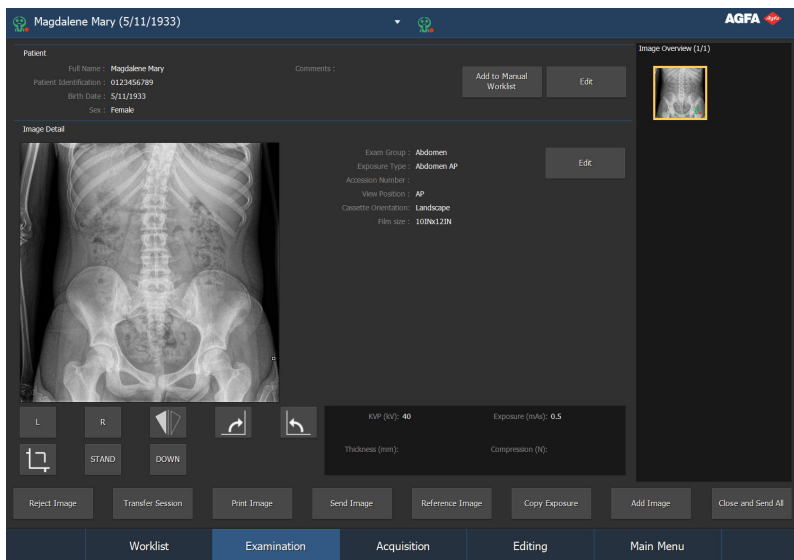 Magdalene Mary (5/11/1933)
AGFA
Patient
Full Name : Magdalene Mary
Comments :
Patient Identification : 0123456789
Birth Date : 5/11/1933
Sex : Female
Add to Manual
Worklist
Edit
Image Overview (1/1)
Image Detail
Exam Group : Abdomen
Exposure Type : Abdomen AP
Accession Number :
View Position : AP
Cassette Orientation: Landscape
Film size : 10INx12IN
Edit
L
R
STAND
DOWN
KVP (kV): 40
Exposure (mAs): 0.5
Thickness (mm):
Compression (N):
Reject Image
Transfer Session
Print Image
Send Image
Reference Image
Copy Exposure
Add Image
Close and Send All
Worklist
Examination
Acquisition
Editing
Main Menu